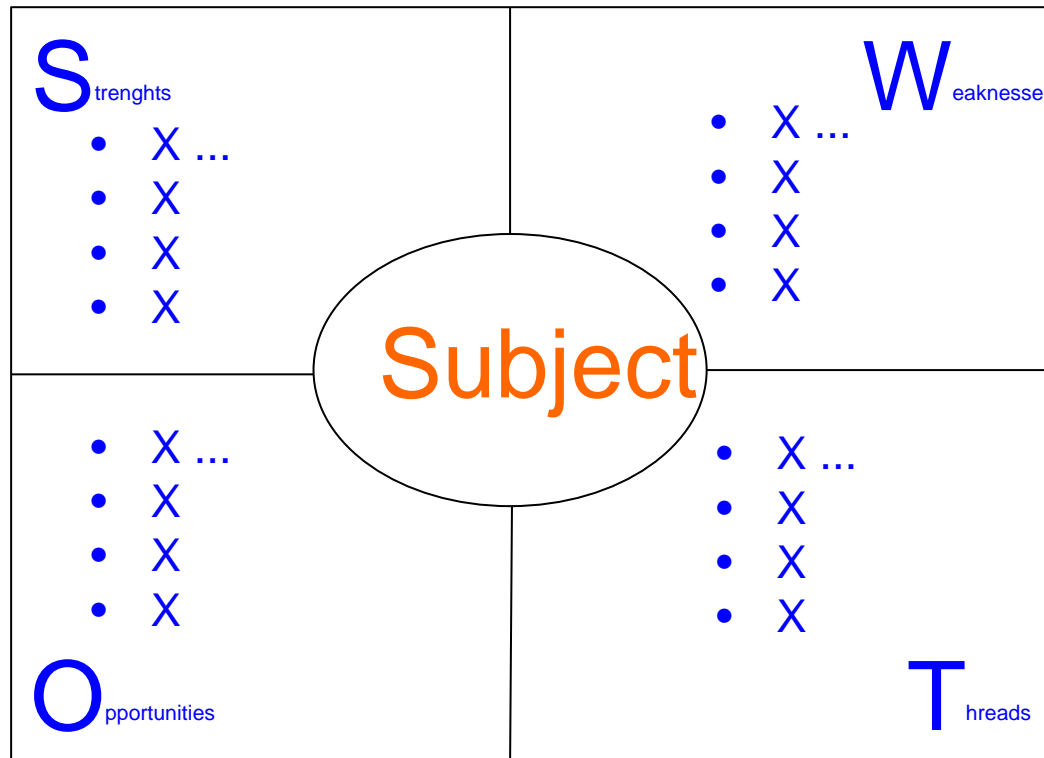 Strenghts
• X ...
• X
• X
• X
Weaknesse
• X ...
• X
• X
• X
Subject
• X ...
• X
• X
• X
Opportunities
• X ...
• X
• X
• X
Threads